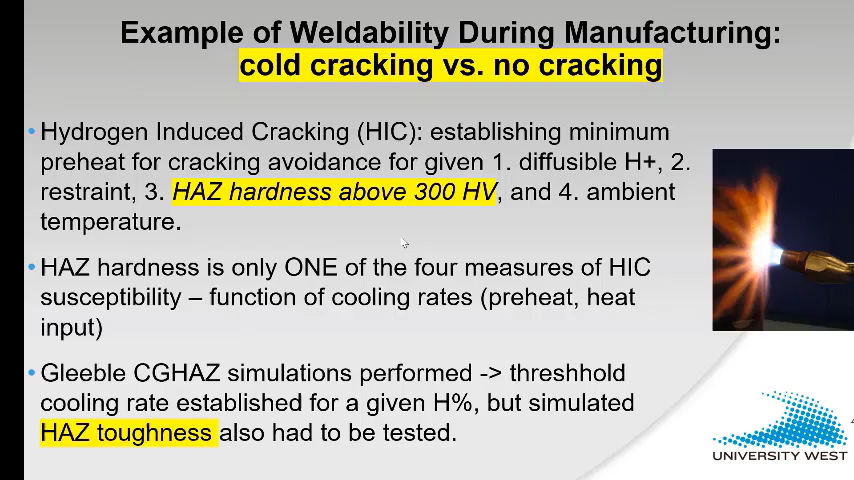 Example of Weldability During Manufacturing:
cold cracking vs. no cracking
• Hydrogen Induced Cracking (HIC): establishing minimum
preheat for cracking avoidance for given 1. diffusible H+, 2.
restraint, 3. HAZ hardness above 300 HV, and 4. ambient
temperature.
• HAZ hardness is only ONE of the four measures of HIC
susceptibility – function of cooling rates (preheat, heat
input)
• Gleeble CGHAZ simulations performed -> threshhold
cooling rate established for a given H%, but simulated
HAZ toughness also had to be tested.
UNIVERSITY WEST